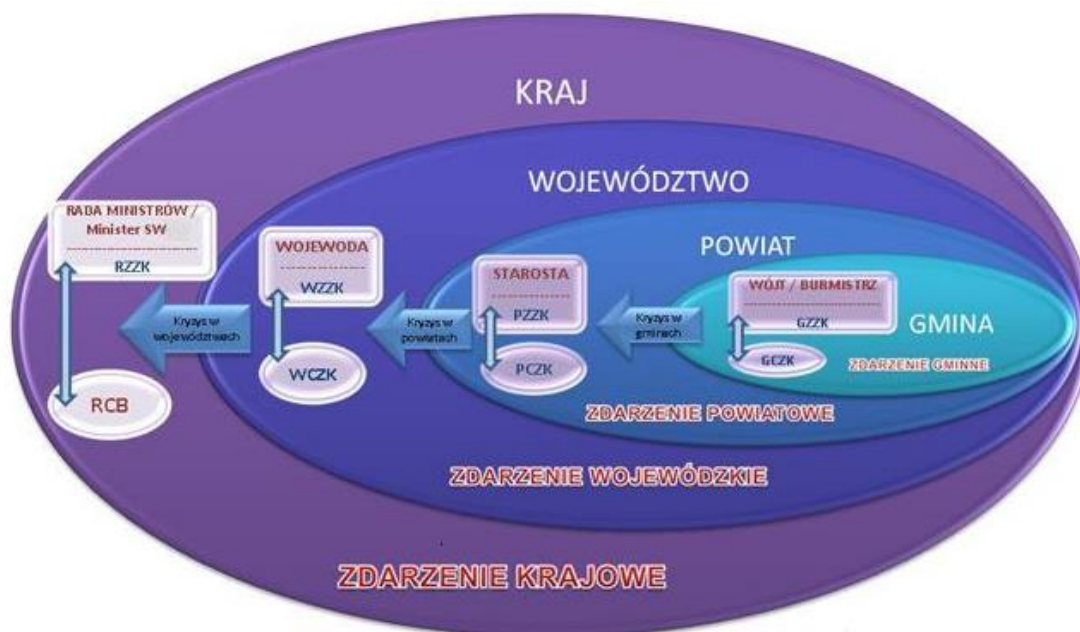 KRAJ
WOJEWÓDZTWO
POWIAT
GMINA
RADA MINISTRÓW /
Minister SW
RZZK
RCB
Kryzys w
województwach
WOJEWODA
WZZK
WCZK
Kryzys w
powiatach
STAROSTA
PZZK
PCZK
Kryzys w
gminach
WÓJT / BURMISTRZ
GZZK
GCZK
ZDARZENIE GMINNE
ZDARZENIE POWIATOWE
ZDARZENIE WOJEWÓDZKIE
ZDARZENIE KRAJOWE